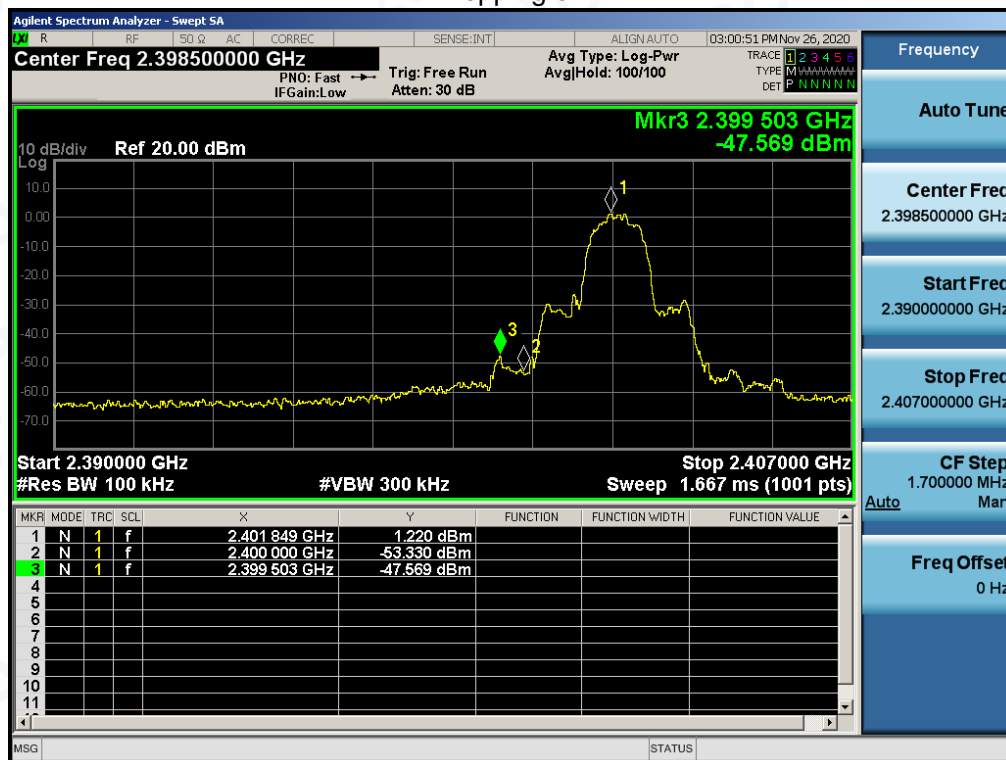 Agilent Spectrum Analyzer - Swept SA
LXI R RF 50 Ω AC CORREC SENSE:INT ALIGN AUTO 03:00:51 PM Nov 26, 2020
Center Freq 2.398500000 GHz
PNO: Fast
IFGain:Low
Trig: Free Run
Atten: 30 dB
Avg Type: Log-Pwr
Avg|Hold: 100/100
TRACE 1 2 3 4 5 6
TYPE M WWWWW
DET P N N N N N
Mkr3 2.399 503 GHz
-47.569 dBm
10 dB/div Ref 20.00 dBm
Log
10.0
0.00
-10.0
-20.0
-30.0
-40.0
-50.0
-60.0
-70.0
1
3
2
Start 2.390000 GHz Stop 2.407000 GHz
#Res BW 100 kHz #VBW 300 kHz Sweep 1.667 ms (1001 pts)
MKR MODE TRC SCL X Y FUNCTION FUNCTION WIDTH FUNCTION VALUE
1 N 1 f 2.401 849 GHz 1.220 dBm
2 N 1 f 2.400 000 GHz -53.330 dBm
3 N 1 f 2.399 503 GHz -47.569 dBm
4
5
6
7
8
9
10
11
MSG STATUS
Frequency
Auto Tune
Center Freq
2.398500000 GHz
Start Freq
2.390000000 GHz
Stop Freq
2.407000000 GHz
CF Step
1.700000 MHz
Auto Man
Freq Offset
0 Hz